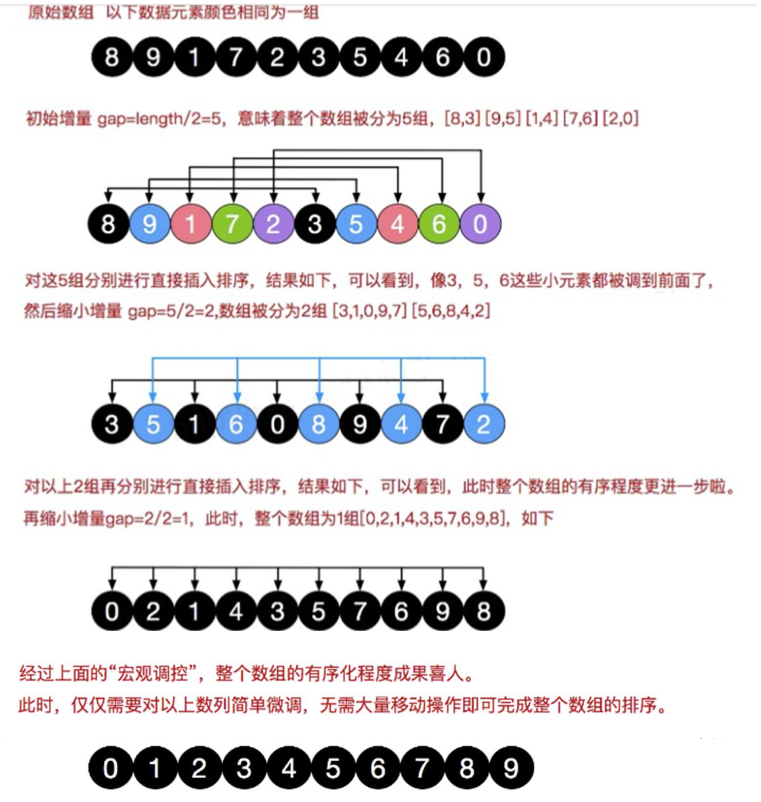 原始数组 以下数据元素颜色相同为一组
8 9 1 7 2 3 5 4 6 0
初始增量 gap=length/2=5，意味着整个数组被分为5组，[8,3] [9,5] [1,4] [7,6] [2,0]
8 9 1 7 2 3 5 4 6 0
对这5组分别进行直接插入排序，结果如下，可以看到，像3，5，6这些小元素都被调到前面了，
然后缩小增量 gap=5/2=2,数组被分为2组 [3,1,0,9,7] [5,6,8,4,2]
3 5 1 6 0 8 9 4 7 2
对以上2组再分别进行直接插入排序，结果如下，可以看到，此时整个数组的有序程度更进一步啦。
再缩小增量gap=2/2=1，此时，整个数组为1组[0,2,1,4,3,5,7,6,9,8]，如下
0 2 1 4 3 5 7 6 9 8
经过上面的“宏观调控”，整个数组的有序化程度成果喜人。
此时，仅仅需要对以上数列简单微调，无需大量移动操作即可完成整个数组的排序。
0 1 2 3 4 5 6 7 8 9